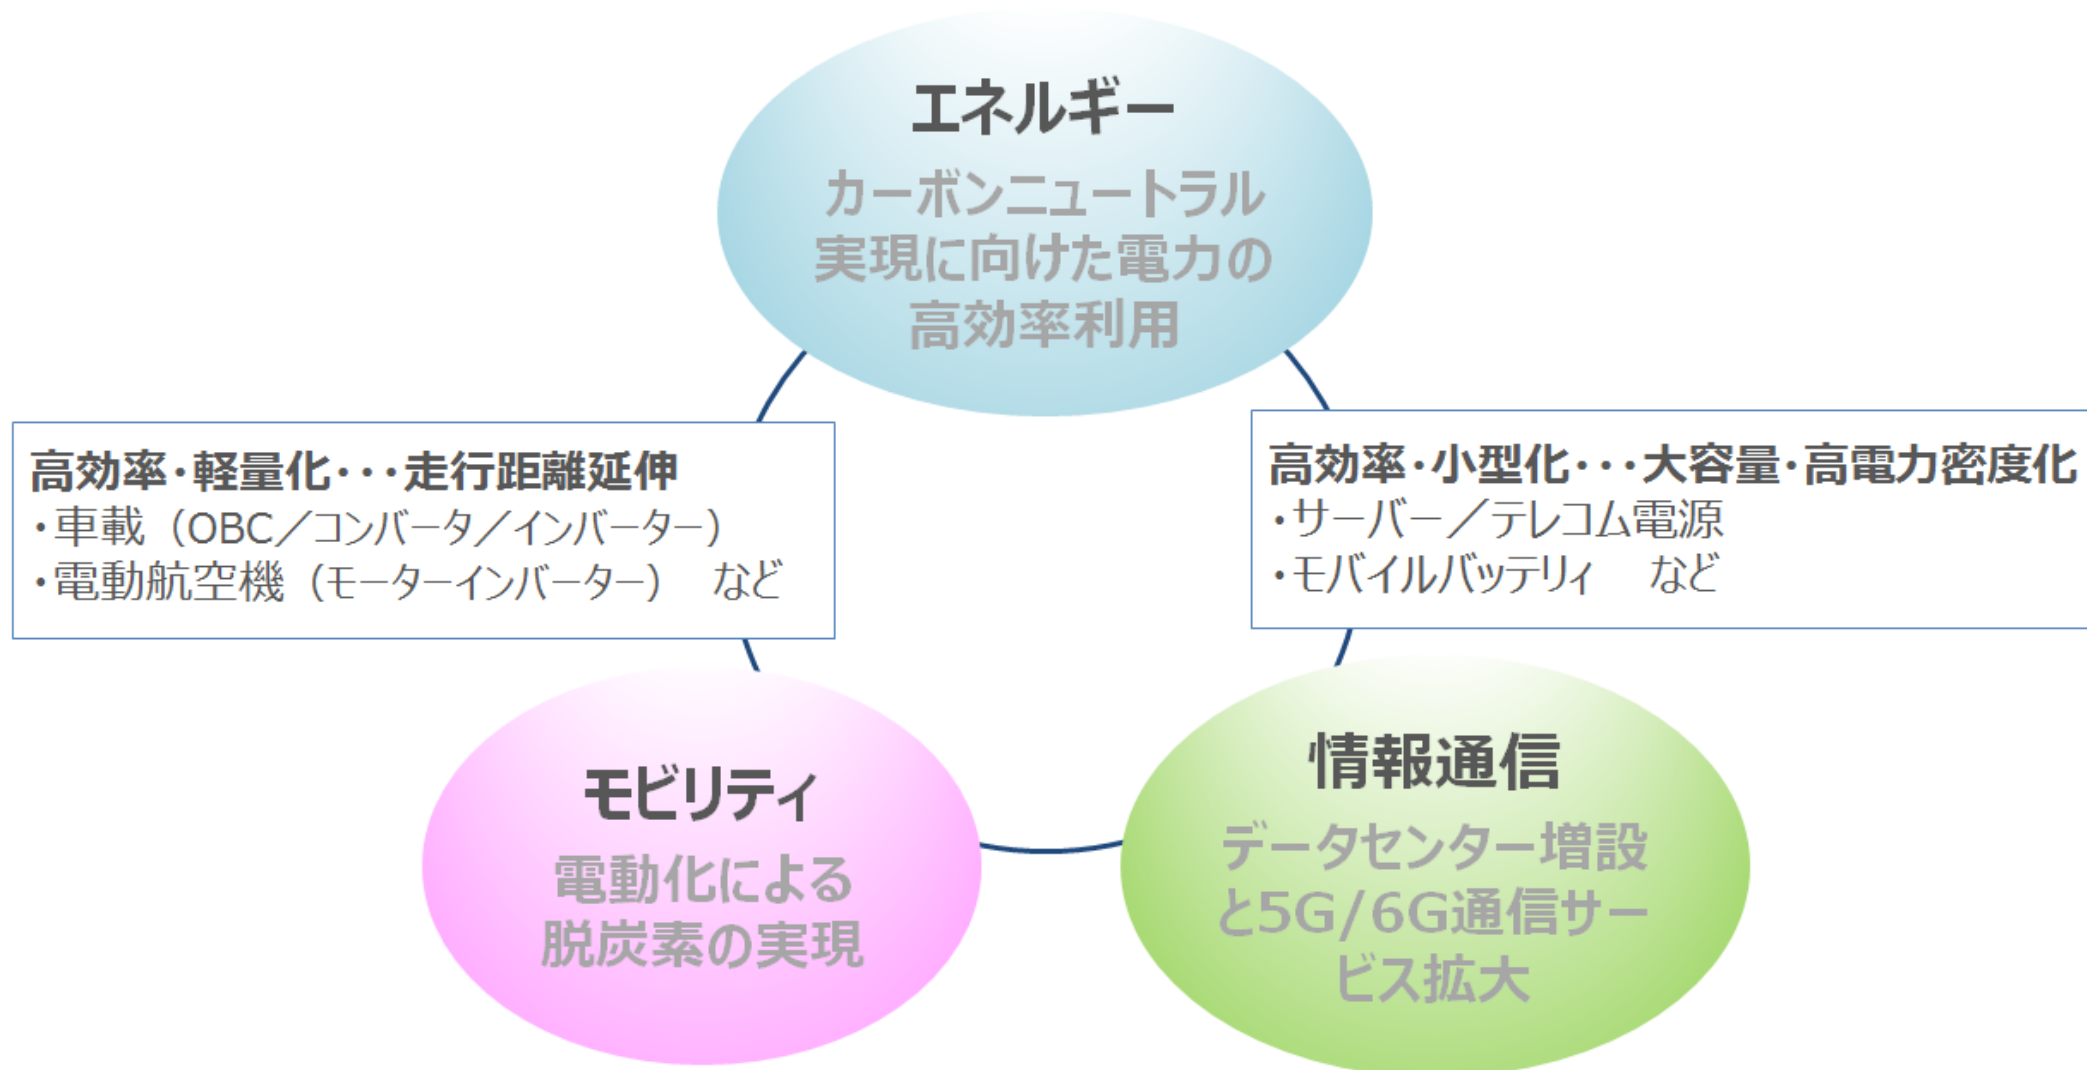 エネルギー
カーボンニュートラル
実現に向けた電力の
高効率利用
高効率・軽量化・・・走行距離延伸
・車載（OBC／コンバータ／インバーター）
・電動航空機（モーターインバーター）　など
高効率・小型化・・・大容量・高電力密度化
・サーバー／テレコム電源
・モバイルバッテリィ　など
モビリティ
電動化による
脱炭素の実現
情報通信
データセンター増設
と5G/6G通信サー
ビス拡大